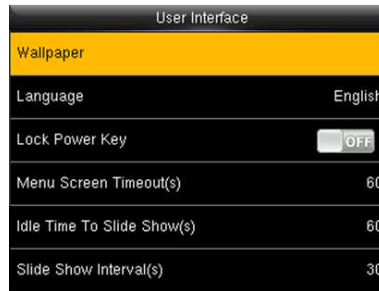 User Interface
Wallpaper
Language English
Lock Power Key OFF
Menu Screen Timeout(s) 60
Idle Time To Slide Show(s) 60
Slide Show Interval(s) 30